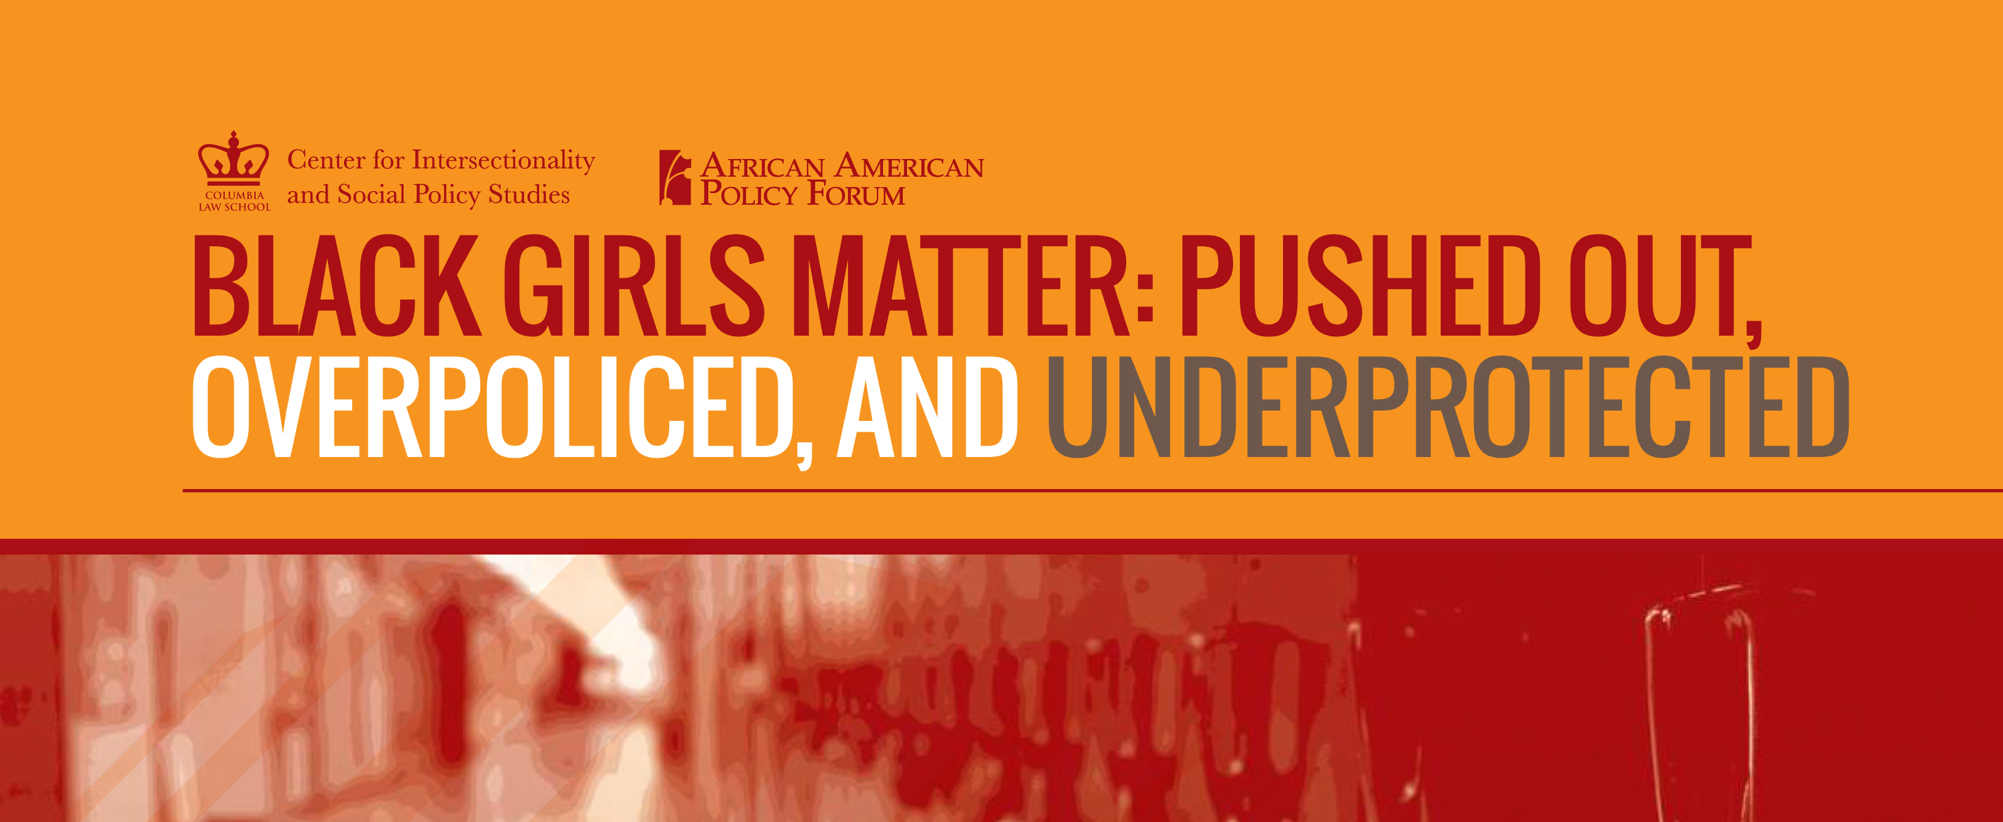 COLUMBIA
LAW SCHOOL
Center for Intersectionality
and Social Policy Studies
AFRICAN AMERICAN
POLICY FORUM
BLACK GIRLS MATTER: PUSHED OUT,
OVERPOLICED, AND UNDERPROTECTED